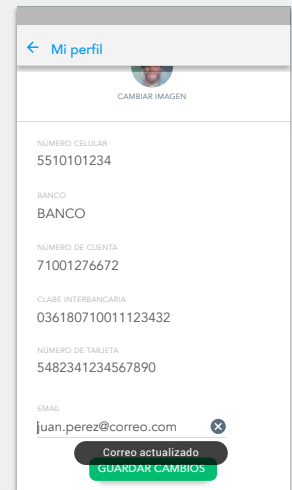 Mi perfil
CAMBIAR IMAGEN
NÚMERO CELULAR
5510101234
BANCO
BANCO
NÚMERO DE CUENTA
71001276672
CLABE INTERBANCARIA
036180710011123432
NÚMERO DE TARJETA
5482341234567890
EMAIL
juan.perez@correo.com
Correo actualizado
GUARDAR CAMBIOS